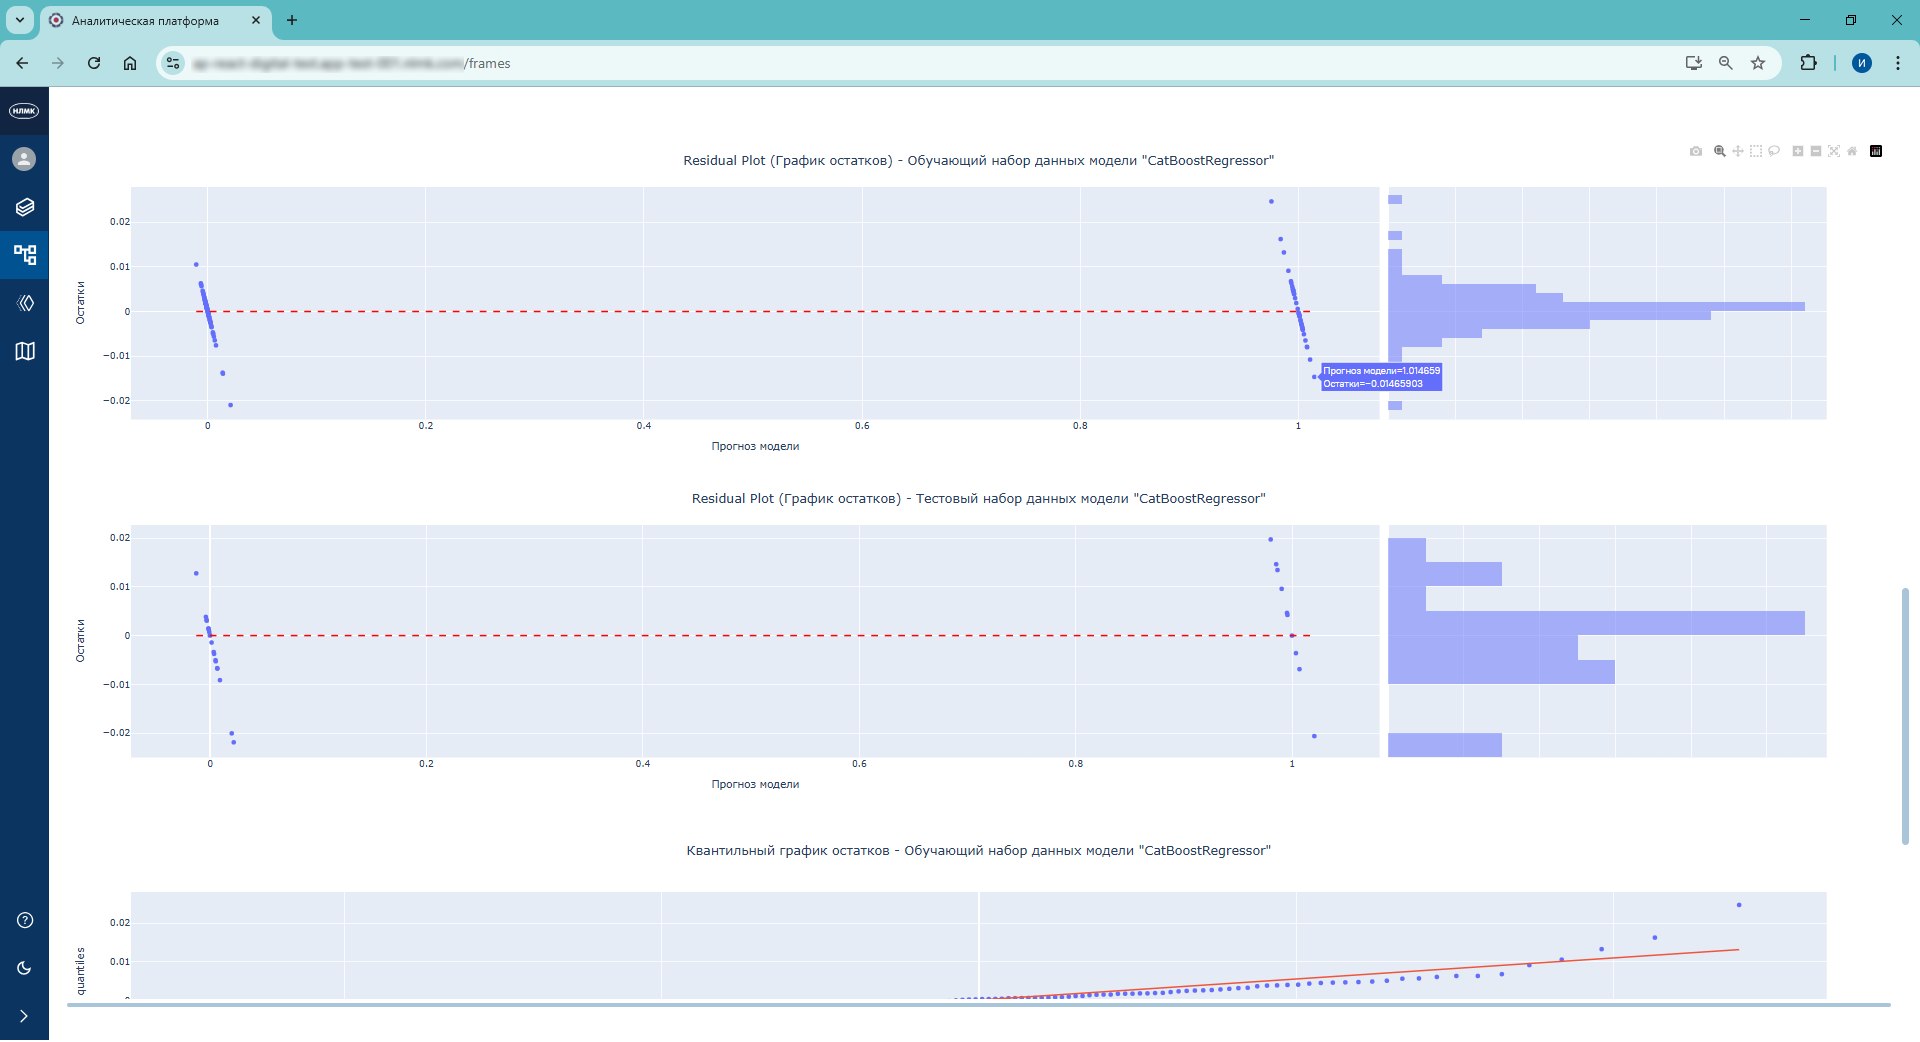 Аналитическая платформа
/frames
И
НЛМК
Residual Plot (График остатков) - Обучающий набор данных модели "CatBoostRegressor"
0.02
0.01
0
−0.01
−0.02
Остатки
Прогноз модели=1.014659
Остатки=−0.01465903
0 0.2 0.4 0.6 0.8 1
Прогноз модели
Residual Plot (График остатков) - Тестовый набор данных модели "CatBoostRegressor"
0.02
0.01
0
−0.01
−0.02
Остатки
0 0.2 0.4 0.6 0.8 1
Прогноз модели
Квантильный график остатков - Обучающий набор данных модели "CatBoostRegressor"
0.02
0.01
quantiles